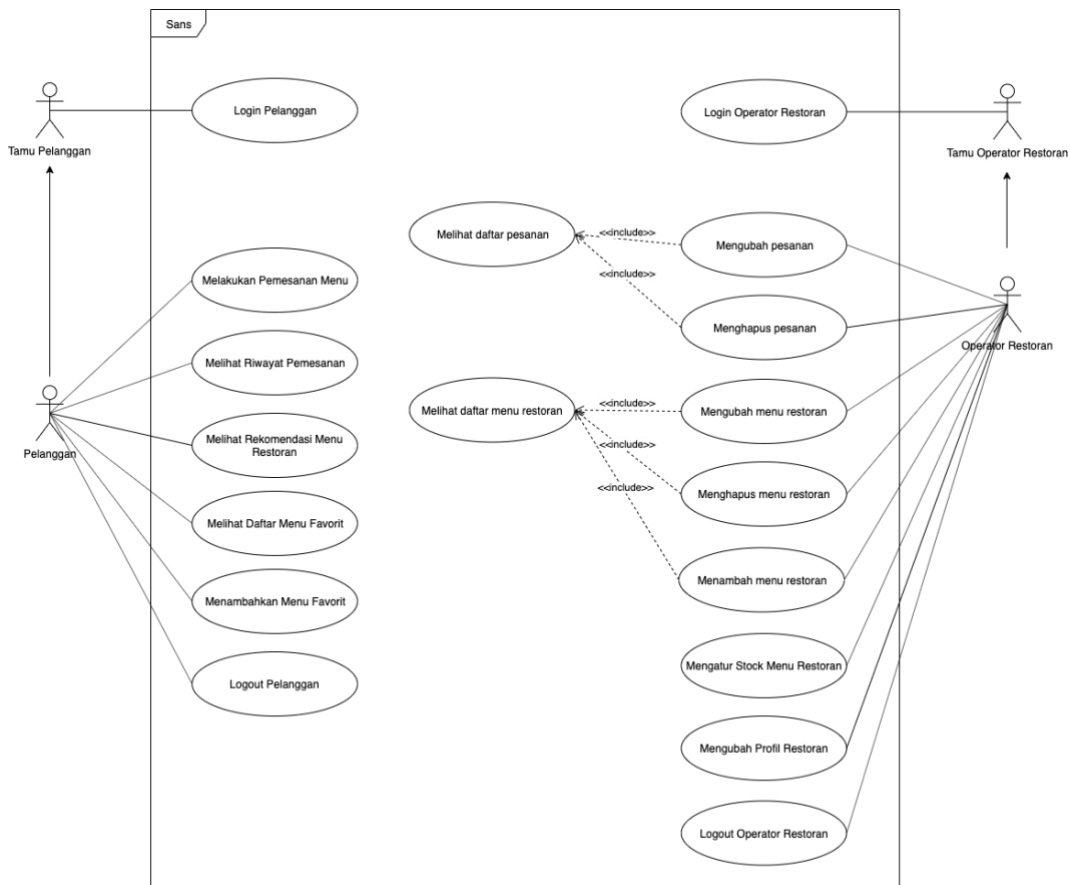 Sans
Login Pelanggan
Login Operator Restoran
Tamu Pelanggan
Tamu Operator Restoran
Melihat daftar pesanan
<<include>>
Mengubah pesanan
<<include>>
Melakukan Pemesanan Menu
Menghapus pesanan
Operator Restoran
Melihat Riwayat Pemesanan
Melihat daftar menu restoran
<<include>>
Mengubah menu restoran
Pelanggan
Melihat Rekomendasi Menu
Restoran
<<include>>
Menghapus menu restoran
<<include>>
Melihat Daftar Menu Favorit
Menambah menu restoran
Menambahkan Menu Favorit
Mengatur Stock Menu Restoran
Logout Pelanggan
Mengubah Profil Restoran
Logout Operator Restoran